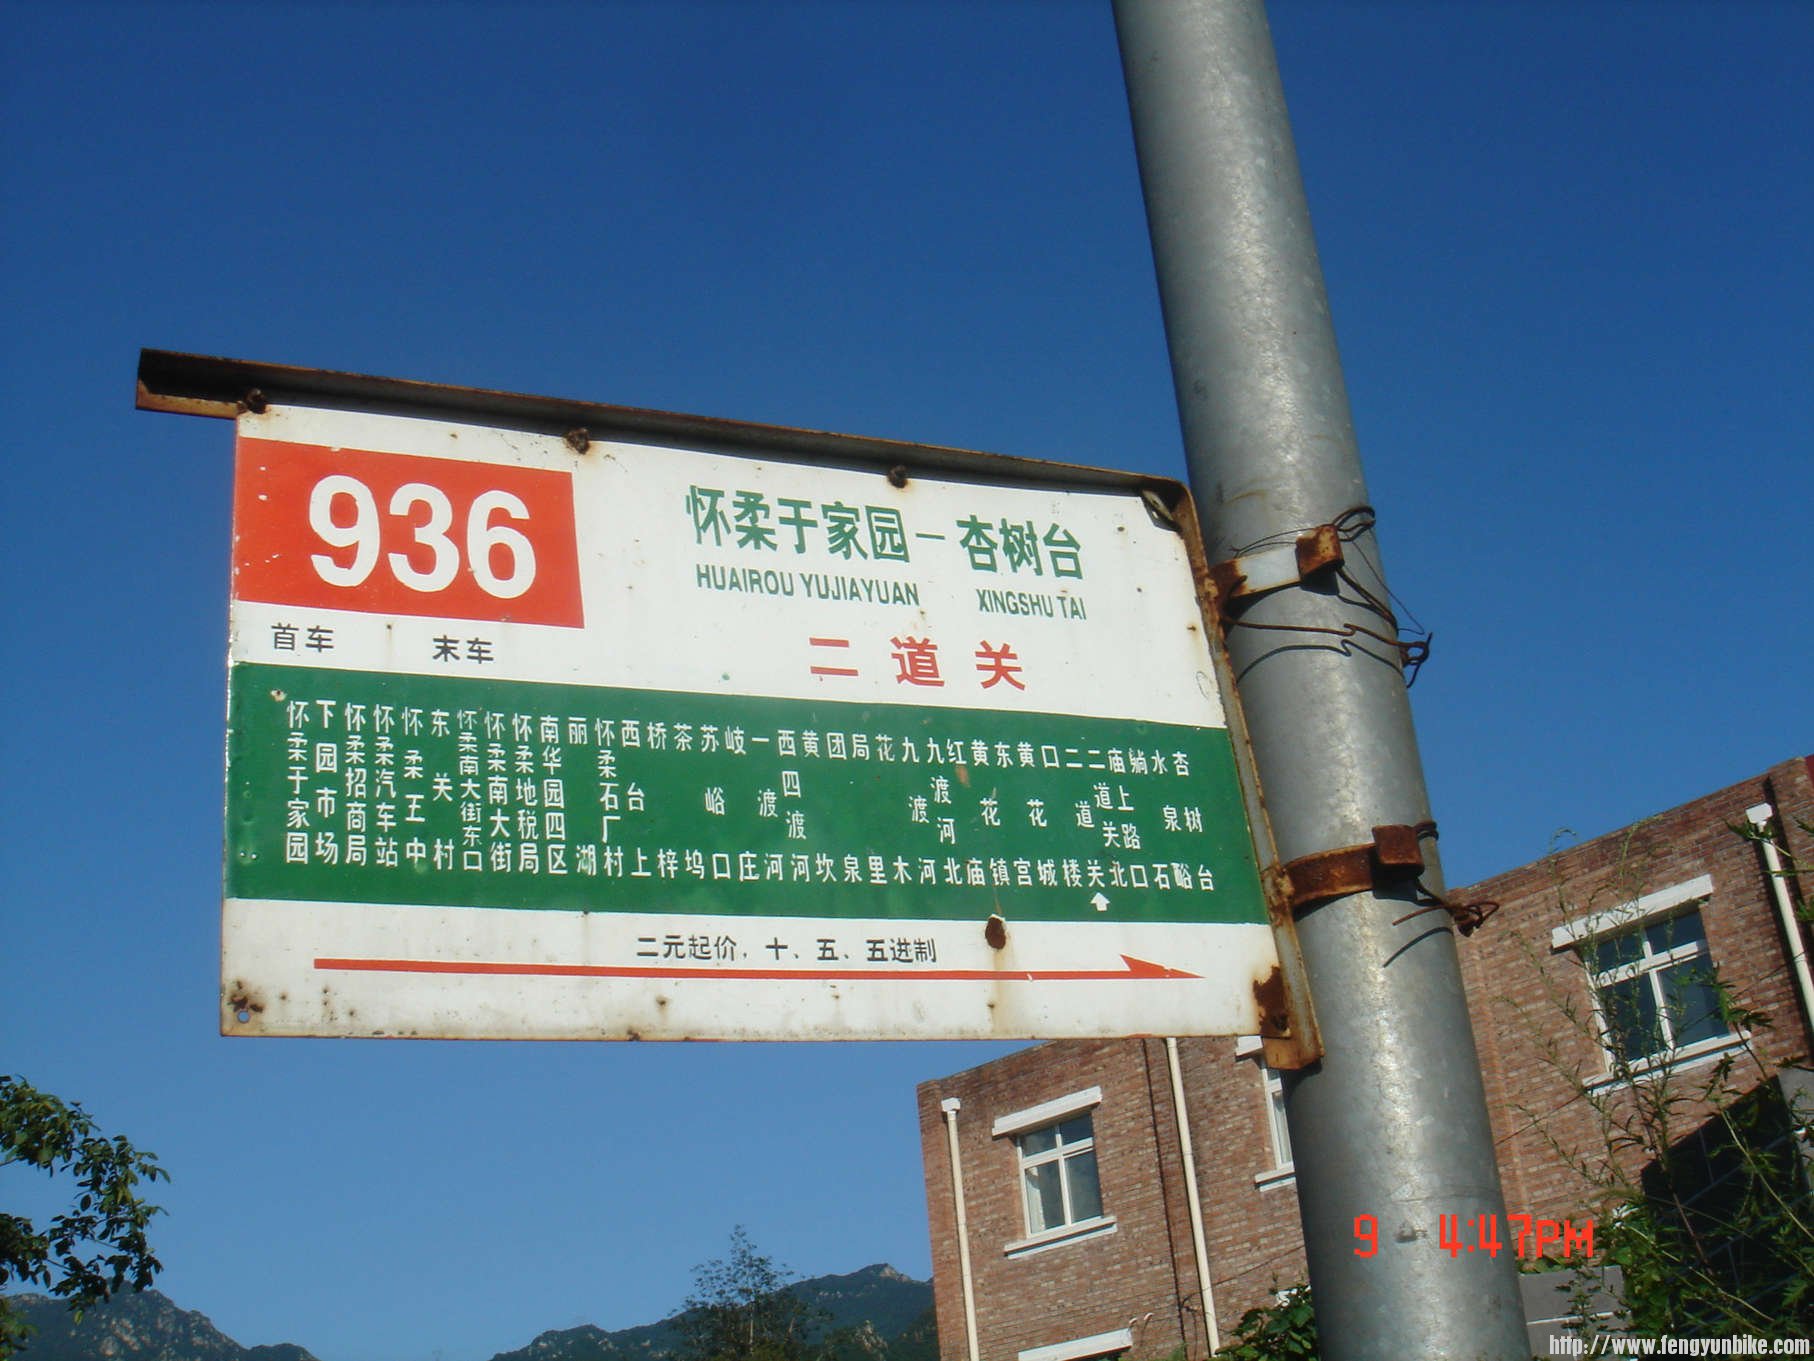 936
怀柔于家园－杏树台
HUAIROU YUJIAYUAN XINGSHU TAI
首车 末车
二道关
怀柔于家园
下园市场
怀柔招商局
怀柔汽车站
怀柔王中
东关村
怀柔南大街东口
怀柔南大街
怀柔地税局
南华园四区
丽湖
怀柔石厂村
西台上
桥梓
茶坞
苏峪口
岐庄
一渡河
西四渡河
黄坎
团泉
局里
花木
九渡河
九渡河北
红庙
黄花镇
东宫
黄花城
口楼
二道关
二道关北
庙上路口
躺石
水泉峪
杏树台
二元起价，十、五、五进制
9 4:47PM
http://www.fengyunbike.com